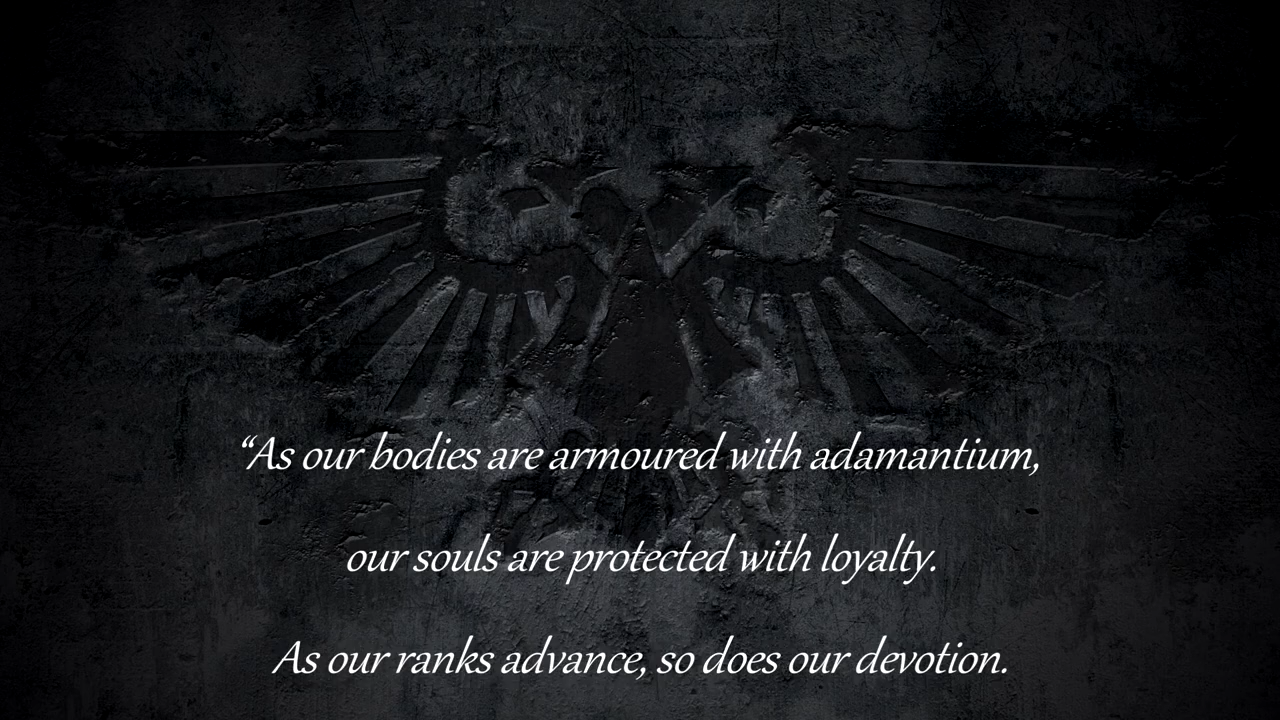 “As our bodies are armoured with adamantium,
our souls are protected with loyalty.
As our ranks advance, so does our devotion.